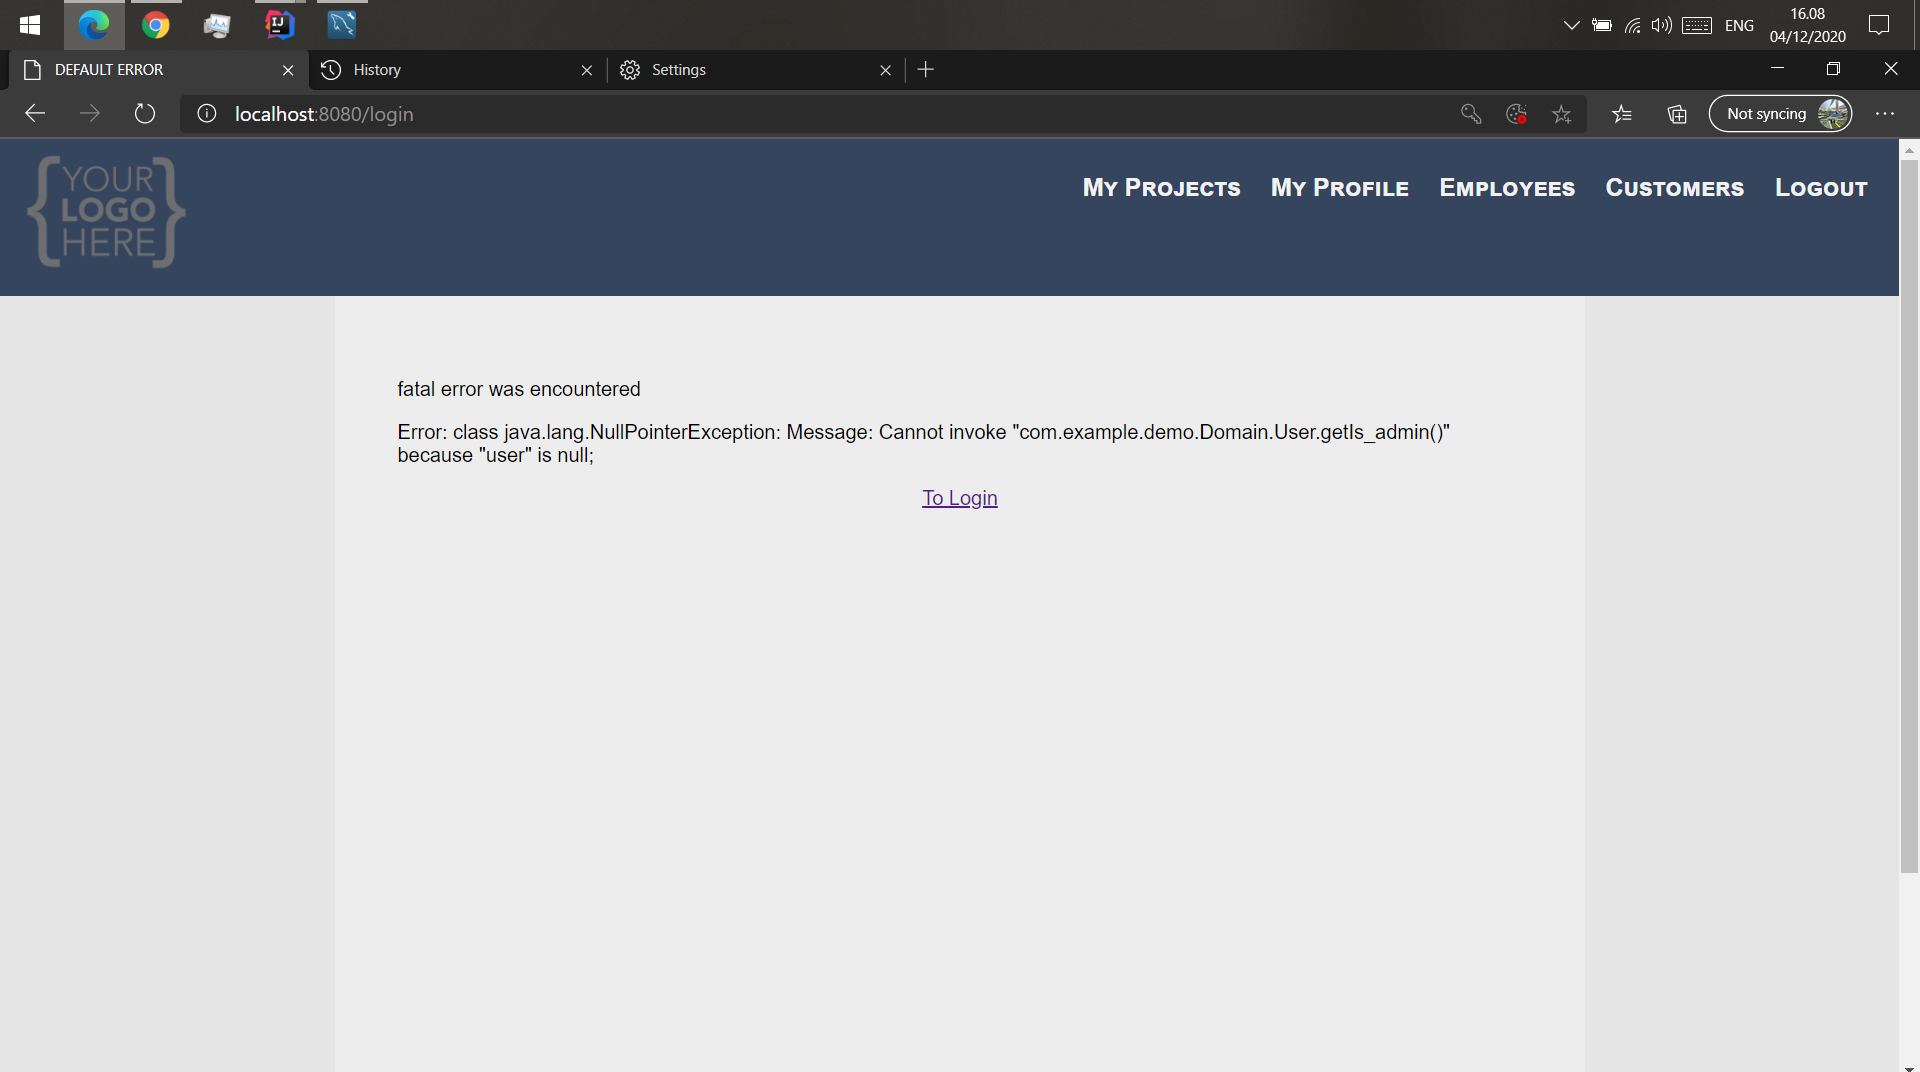 IJ
ENG
16.08
04/12/2020
DEFAULT ERROR
History
Settings
localhost:8080/login
Not syncing
YOUR
LOGO
HERE
My Projects
My Profile
Employees
Customers
Logout
fatal error was encountered
Error: class java.lang.NullPointerException: Message: Cannot invoke "com.example.demo.Domain.User.getIs_admin()"
because "user" is null;
To Login